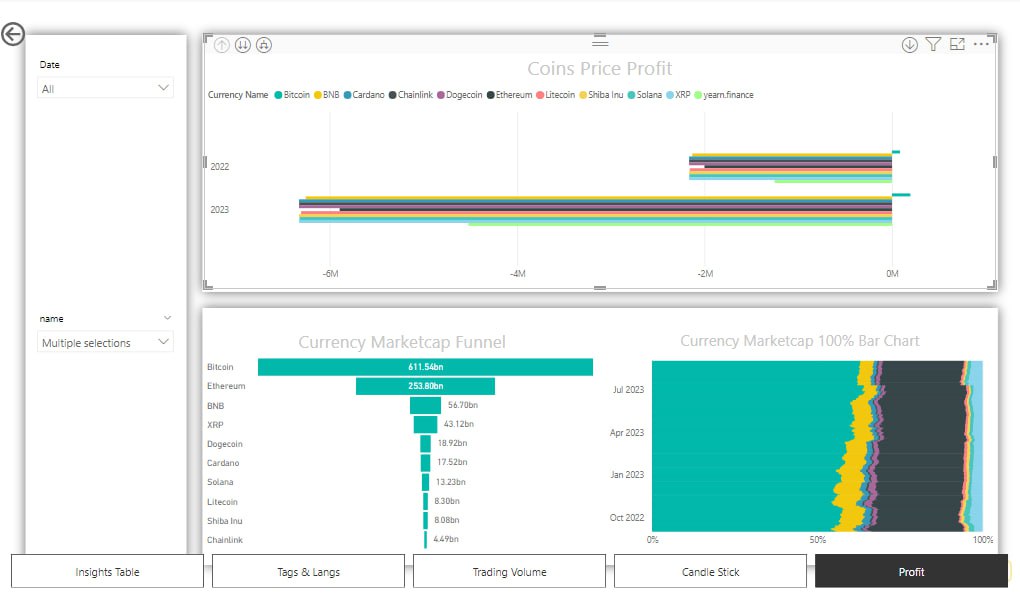 Date
All
name
Multiple selections
Coins Price Profit
Currency Name Bitcoin BNB Cardano Chainlink Dogecoin Ethereum Litecoin Shiba Inu Solana XRP yearn.finance
2022
2023
-6M -4M -2M 0M
Currency Marketcap Funnel
Bitcoin 611.54bn
Ethereum 253.80bn
BNB 56.70bn
XRP 43.12bn
Dogecoin 18.92bn
Cardano 17.52bn
Solana 13.23bn
Litecoin 8.30bn
Shiba Inu 8.08bn
Chainlink 4.49bn
Currency Marketcap 100% Bar Chart
Jul 2023
Apr 2023
Jan 2023
Oct 2022
0% 50% 100%
Insights Table Tags & Langs Trading Volume Candle Stick Profit